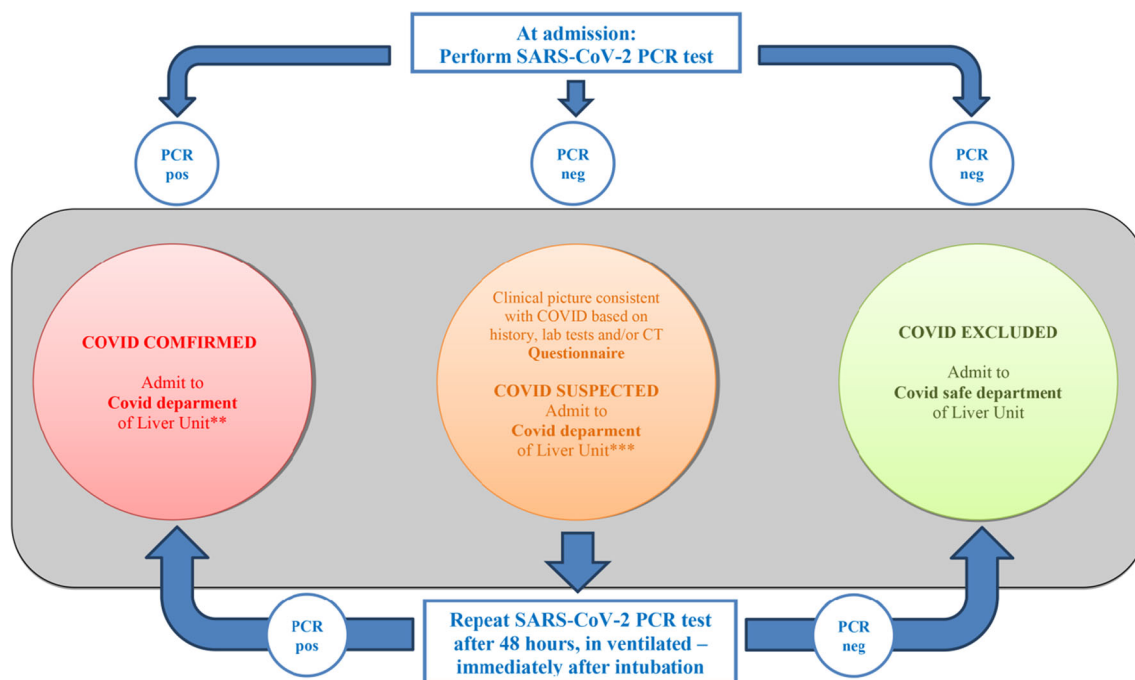 At admission:
Perform SARS-CoV-2 PCR test
PCR
pos
PCR
neg
PCR
neg
COVID COMFIRMED
Admit to
Covid deparment
of Liver Unit**
Clinical picture consistent
with COVID based on
history, lab tests and/or CT
Questionnaire
COVID SUSPECTED
Admit to
Covid deparment
of Liver Unit***
COVID EXCLUDED
Admit to
Covid safe department
of Liver Unit
PCR
pos
Repeat SARS-CoV-2 PCR test
after 48 hours, in ventilated –
immediately after intubation
PCR
neg